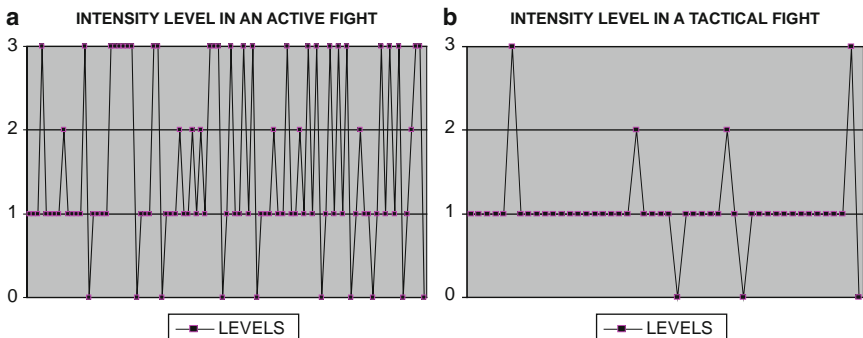 a INTENSITY LEVEL IN AN ACTIVE FIGHT
3
2
1
0
LEVELS
b INTENSITY LEVEL IN A TACTICAL FIGHT
3
2
1
0
LEVELS